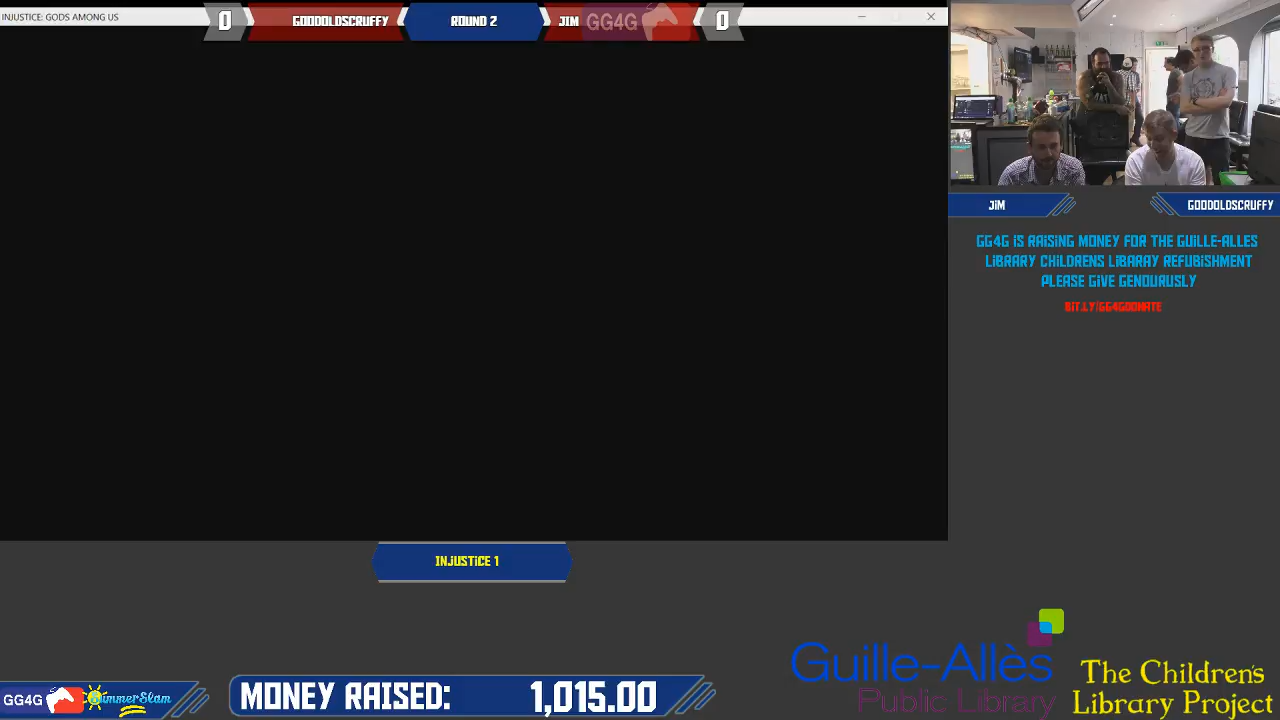 INJUSTICE: GODS AMONG US
0 GOODOLDSCRUFFY ROUND 2 JIM GG4G 0
JIM GOODOLDSCRUFFY
GG4G IS RAISING MONEY FOR THE GUILLE-ALLES
LIBRARY CHILDRENS LIBARAY REFUBISHMENT
PLEASE GIVE GENOURUSLY
BIT.LY/GG4GDONATE
INJUSTICE 1
Guille-Allès
Public Library
The Children's
Library Project
GG4G SummerSlam
MONEY RAISED: 1,015.00